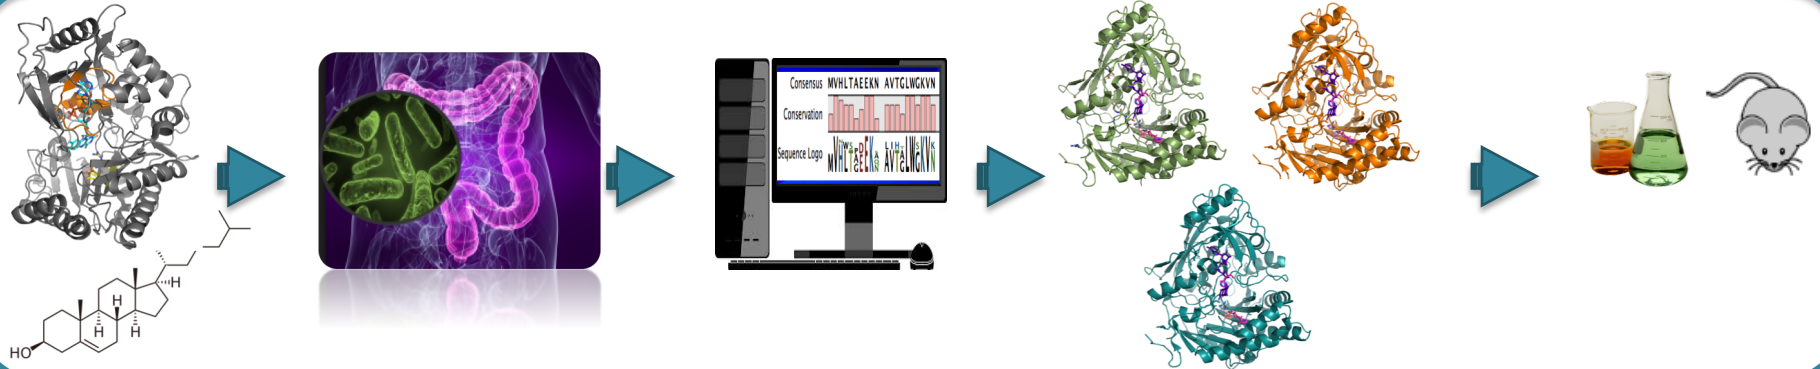 HO
H
H
H
H
Consensus MVHLTAEEKN AVTGLWGKVN
Conservation
Sequence Logo